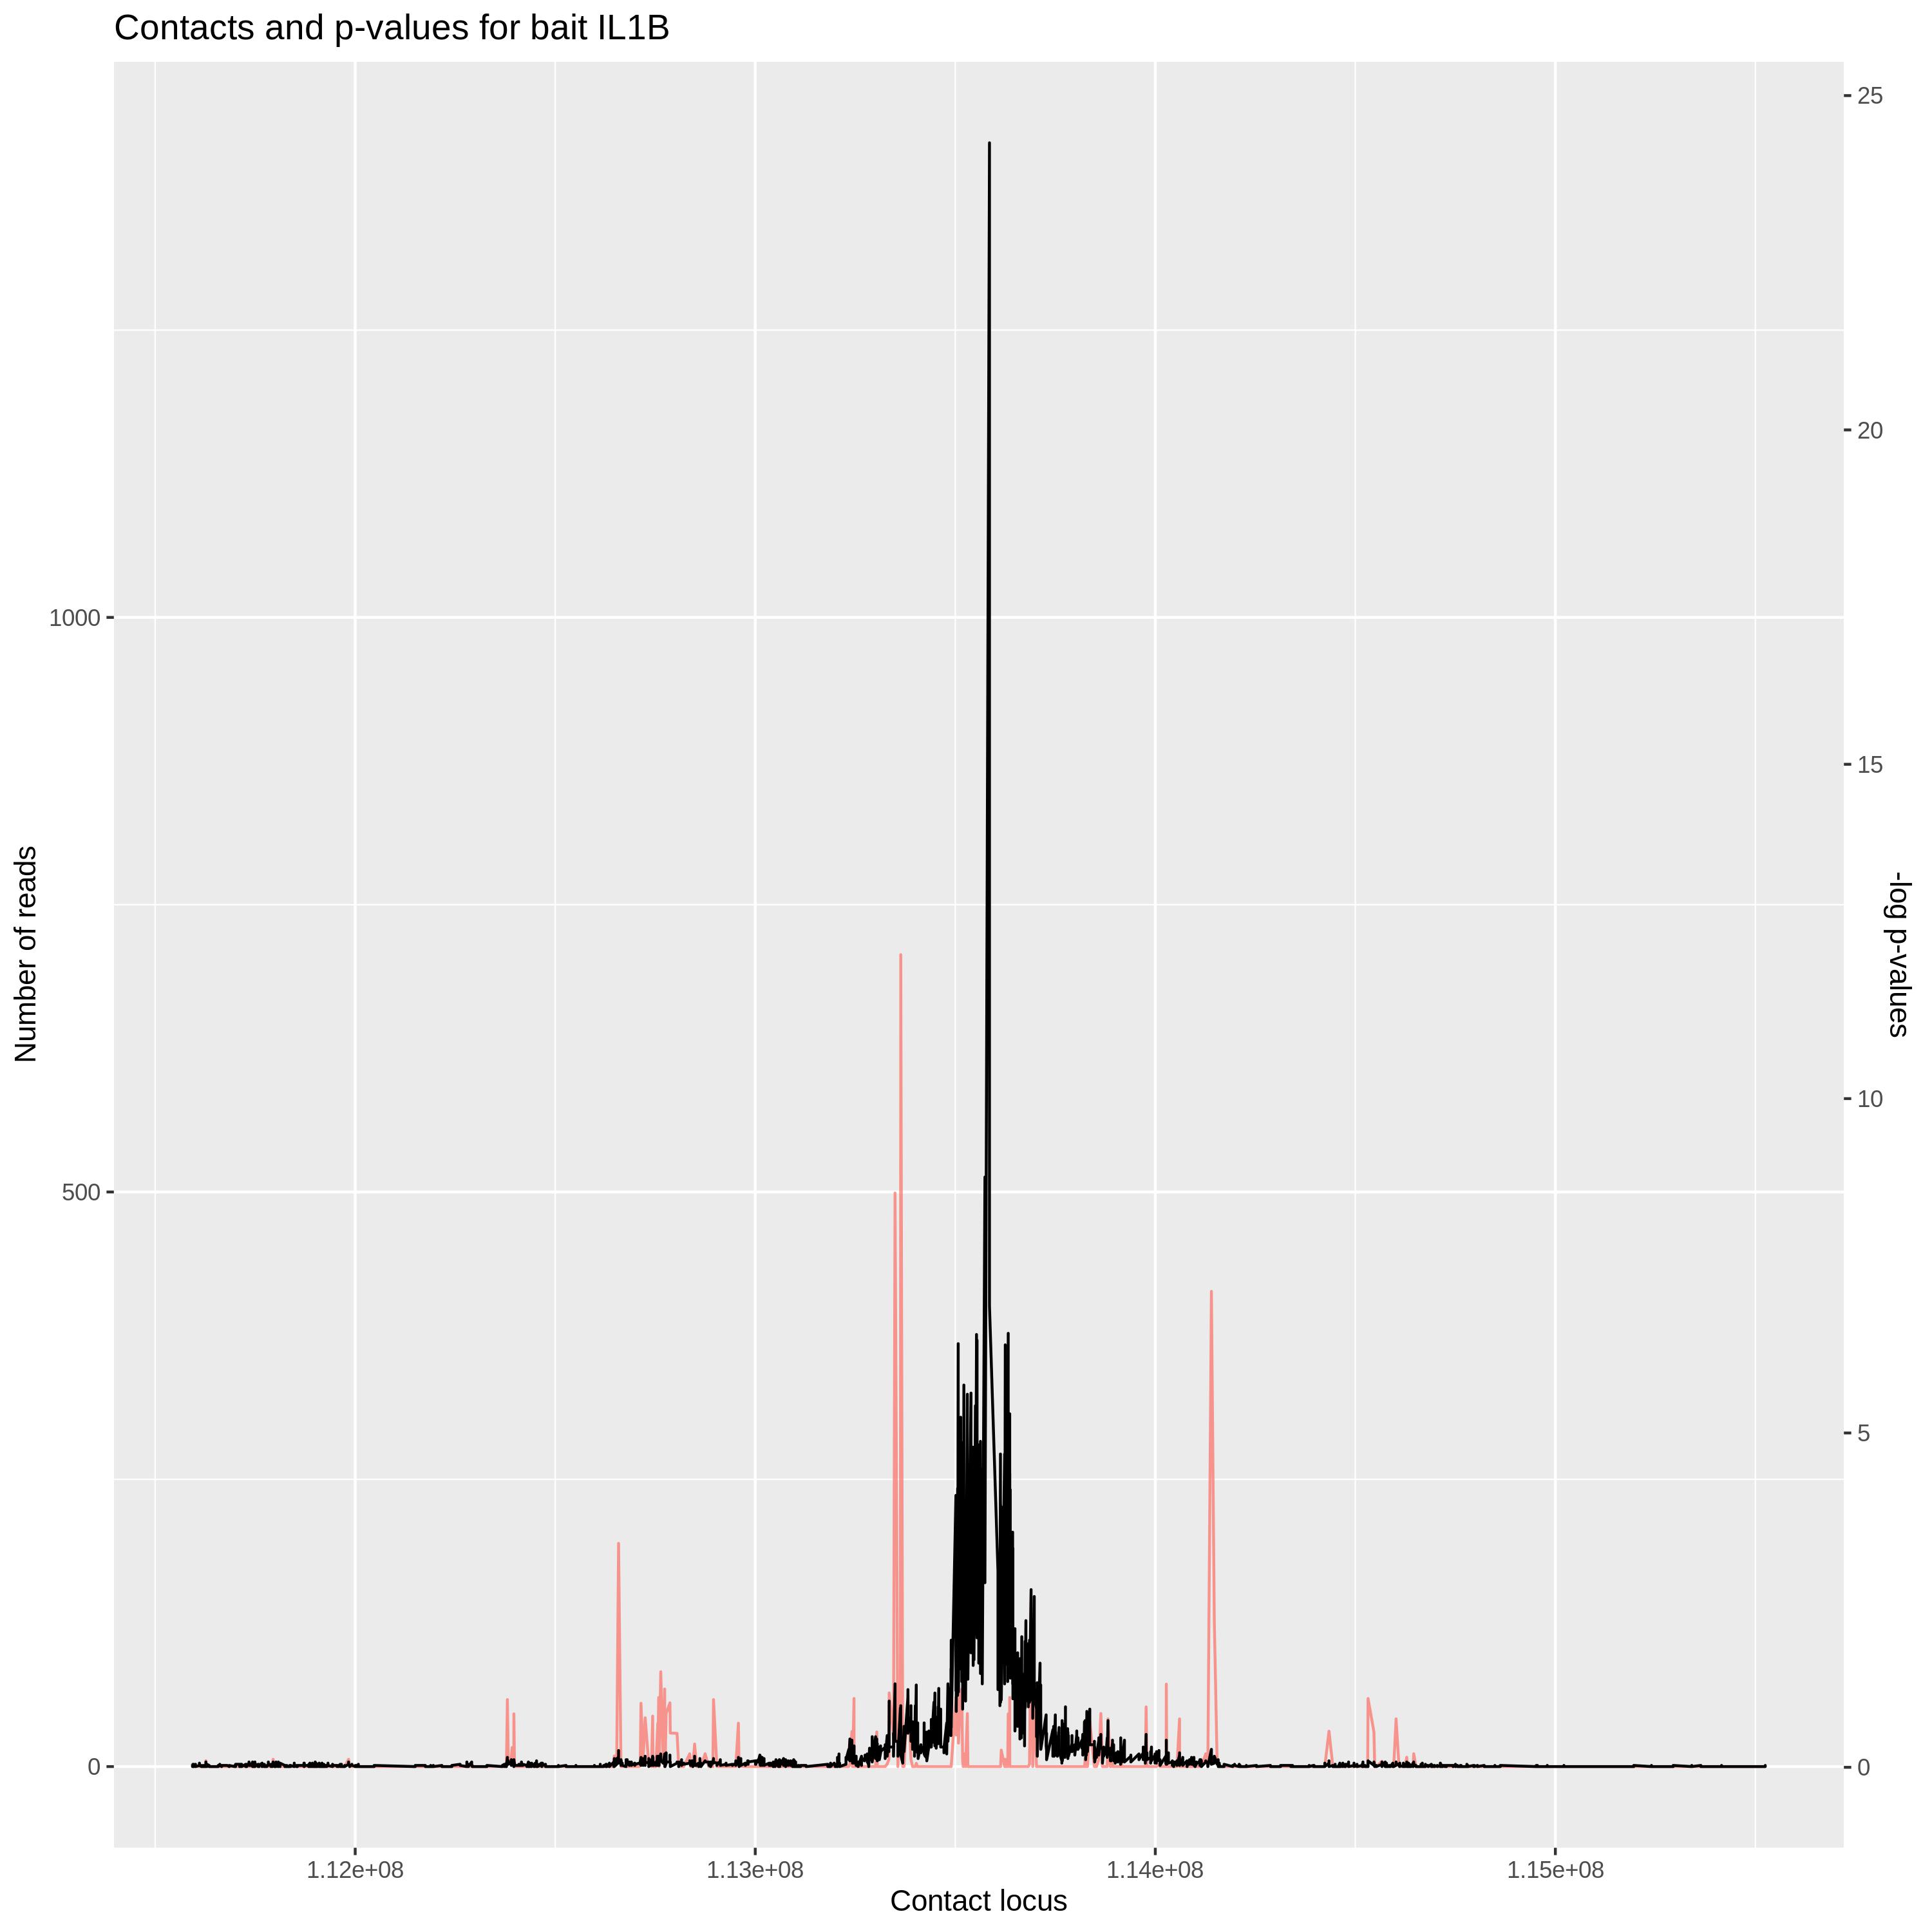 Contacts and p-values for bait IL1B
Number of reads
1000
500
0
25
20
15
10
5
0
-log p-values
1.12e+08
1.13e+08
1.14e+08
1.15e+08
Contact locus